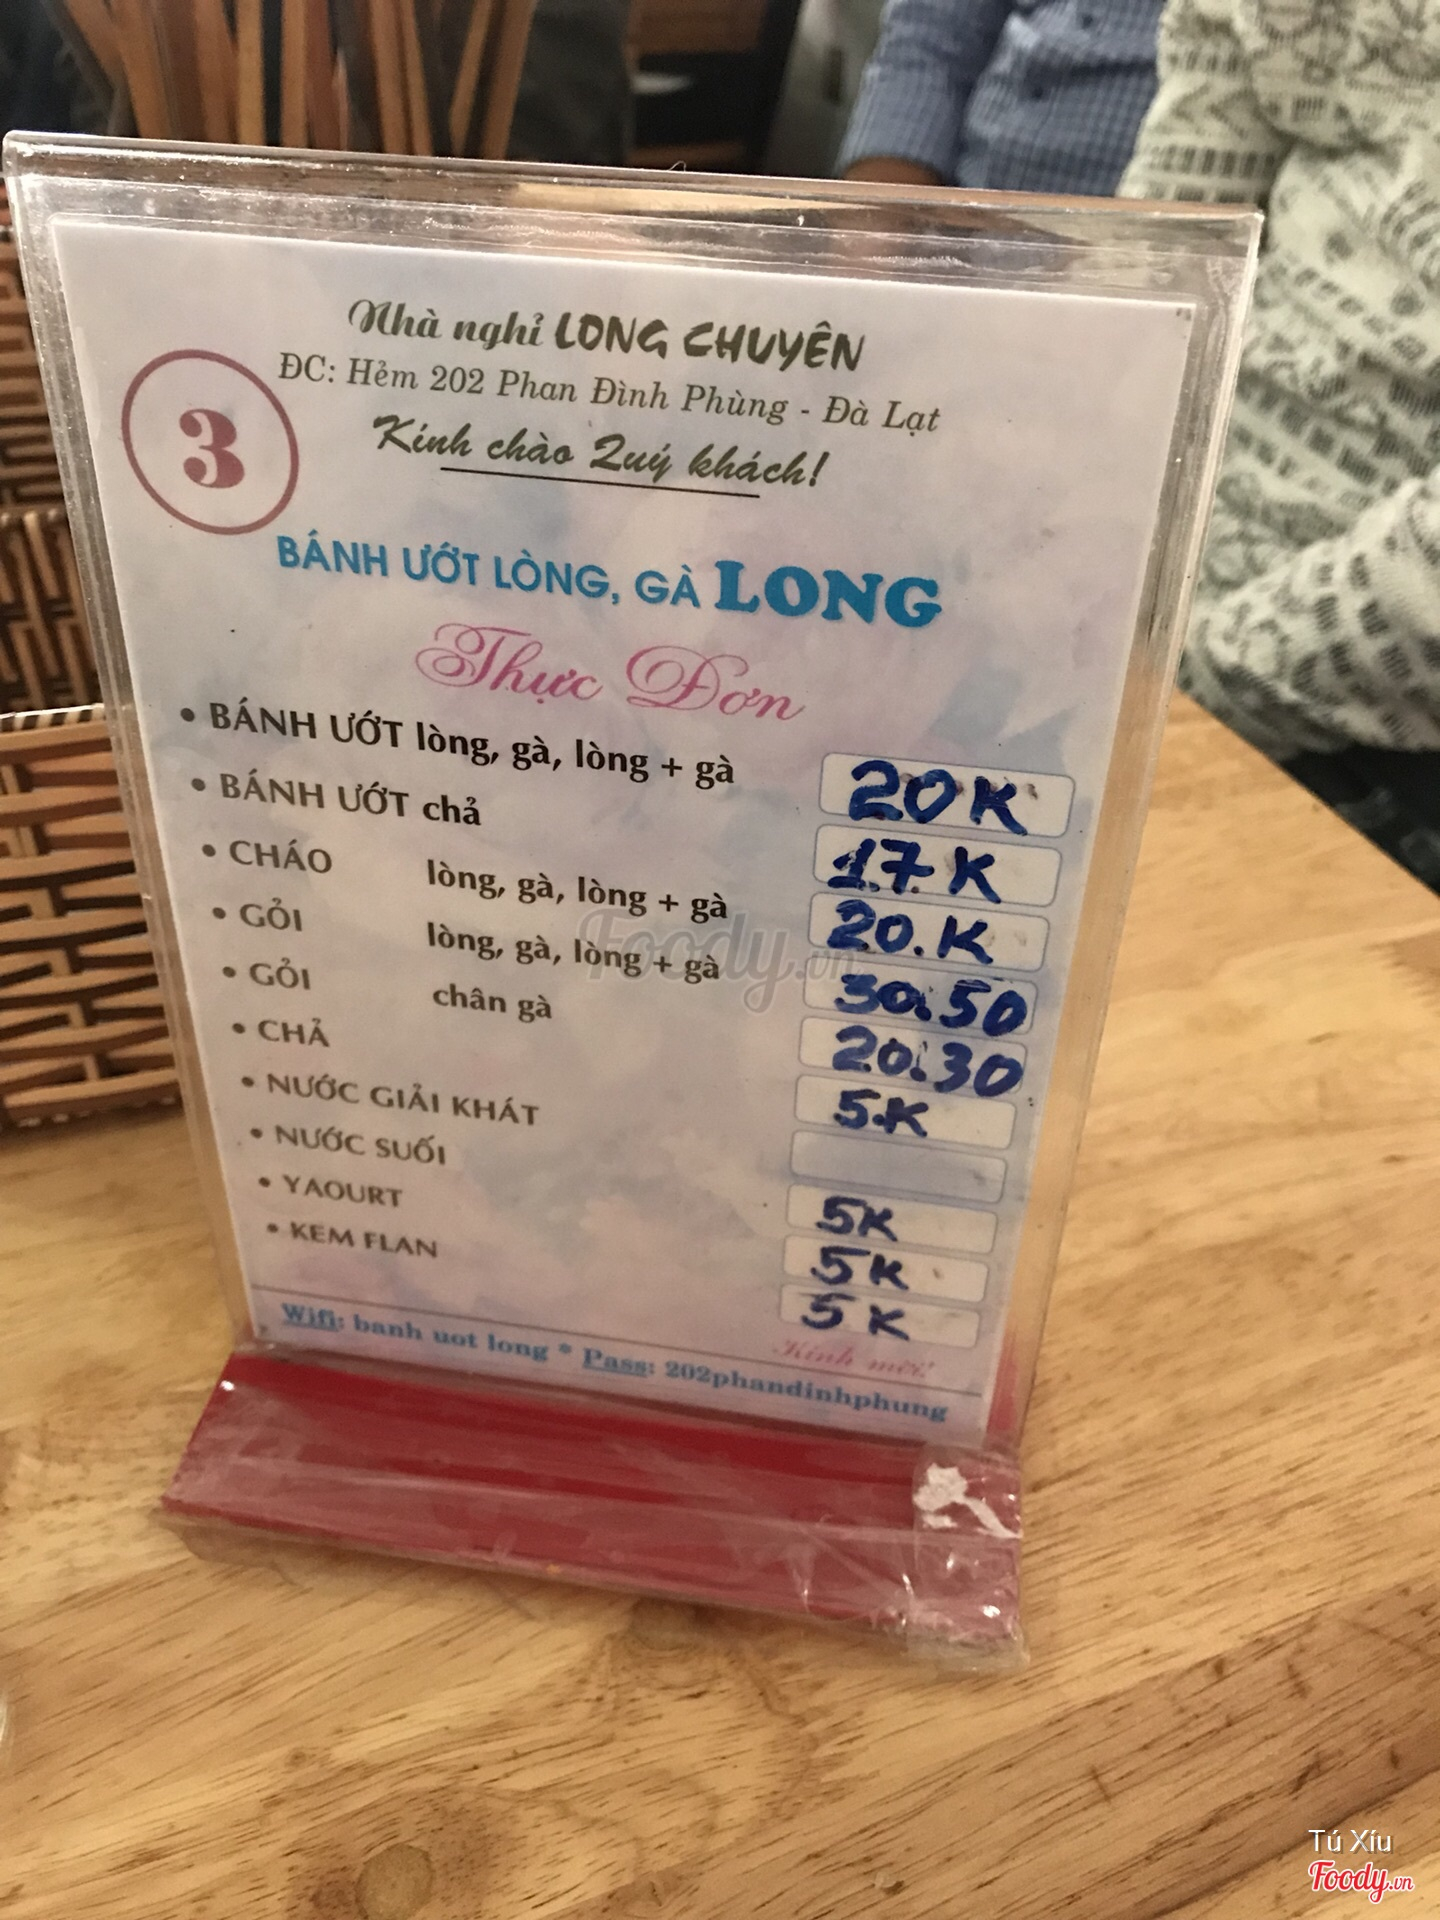 Nhà nghỉ LONG CHUYÊN
ĐC: Hẻm 202 Phan Đình Phùng - Đà Lạt
Kính chào Quý khách!
3
BÁNH ƯỚT LÒNG, GÀ LONG
Thực Đơn
• BÁNH ƯỚT lòng, gà, lòng + gà 20K
• BÁNH ƯỚT chả 17K
• CHÁO lòng, gà, lòng + gà 20.K
• GỎI lòng, gà, lòng + gà 30.50
• GỎI chân gà 20.30
• CHẢ 5K
• NƯỚC GIẢI KHÁT
• NƯỚC SUỐI 5K
• YAOURT 5K
• KEM FLAN 5K
Kính mời!
Wifi: banh uot long * Pass: 202phandinhphung
Foody.vn
Tú Xíu
Foody.vn